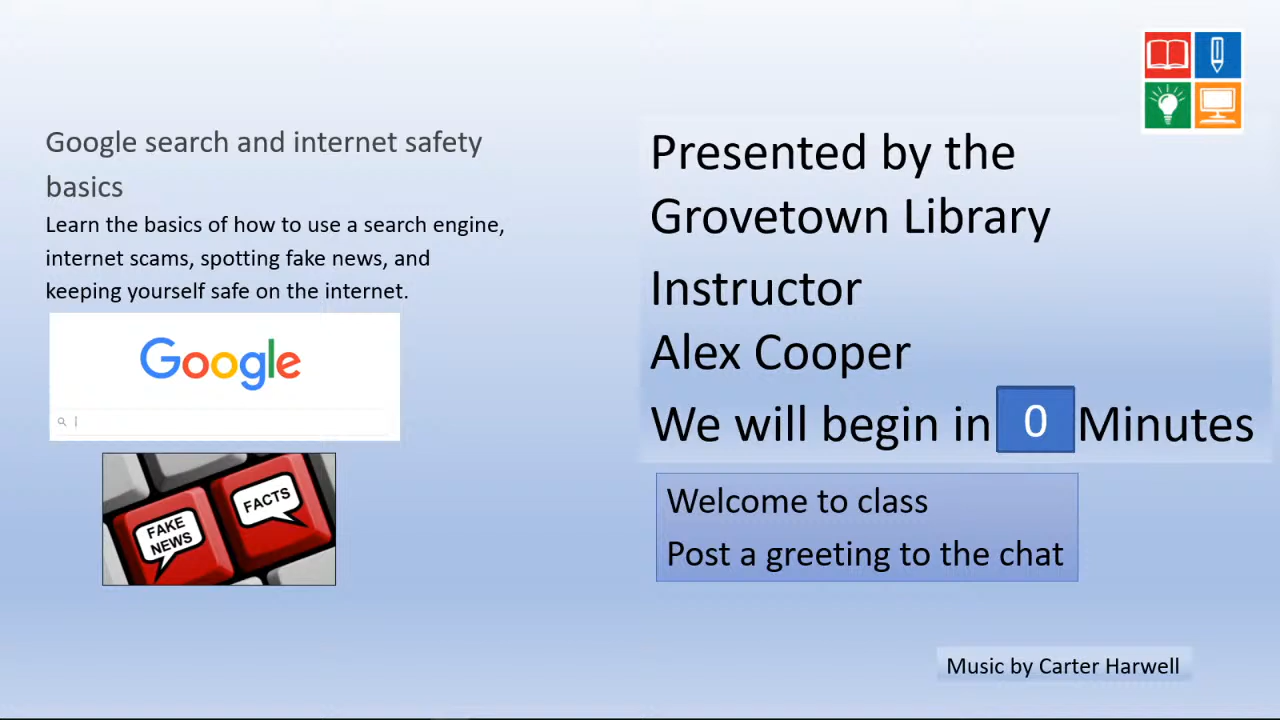 Google search and internet safety
basics
Learn the basics of how to use a search engine,
internet scams, spotting fake news, and
keeping yourself safe on the internet.
Google
FAKE
NEWS
FACTS
Presented by the
Grovetown Library
Instructor
Alex Cooper
We will begin in 0 Minutes
Welcome to class
Post a greeting to the chat
Music by Carter Harwell